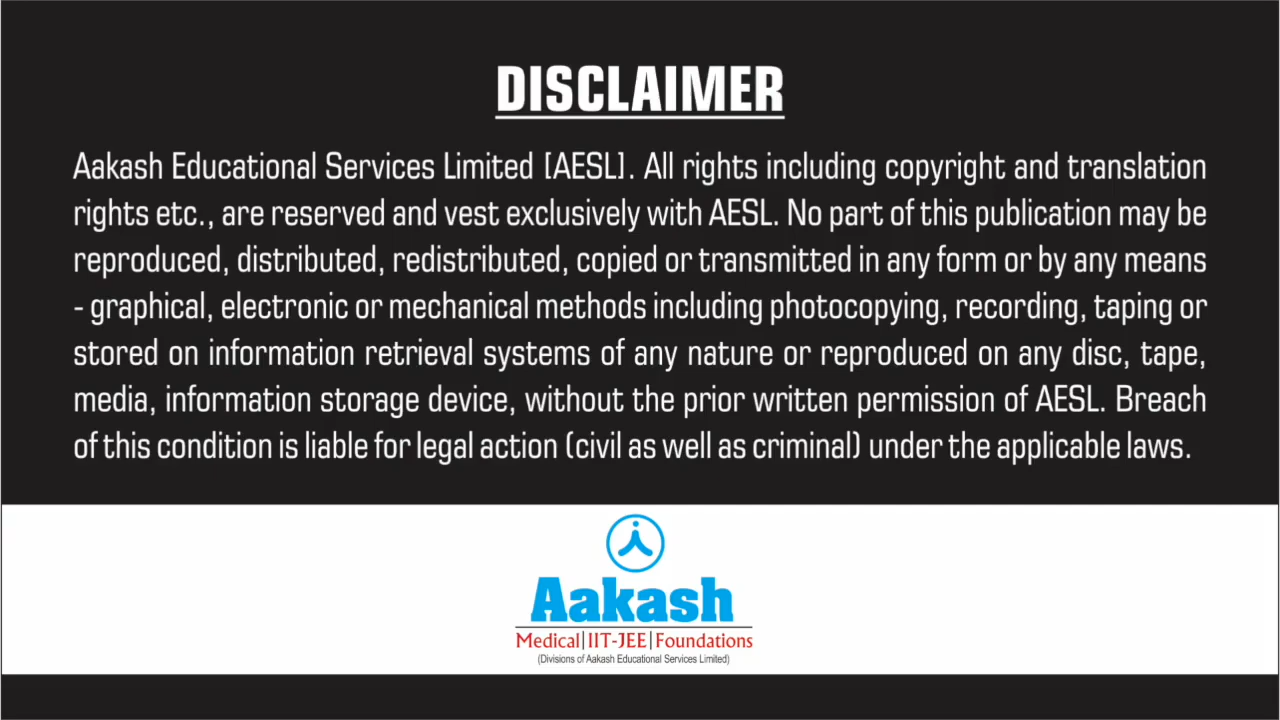 DISCLAIMER
Aakash Educational Services Limited [AESL]. All rights including copyright and translation
rights etc., are reserved and vest exclusively with AESL. No part of this publication may be
reproduced, distributed, redistributed, copied or transmitted in any form or by any means
- graphical, electronic or mechanical methods including photocopying, recording, taping or
stored on information retrieval systems of any nature or reproduced on any disc, tape,
media, information storage device, without the prior written permission of AESL. Breach
of this condition is liable for legal action (civil as well as criminal) under the applicable laws.
Aakash
Medical|IIT-JEE|Foundations
(Divisions of Aakash Educational Services Limited)